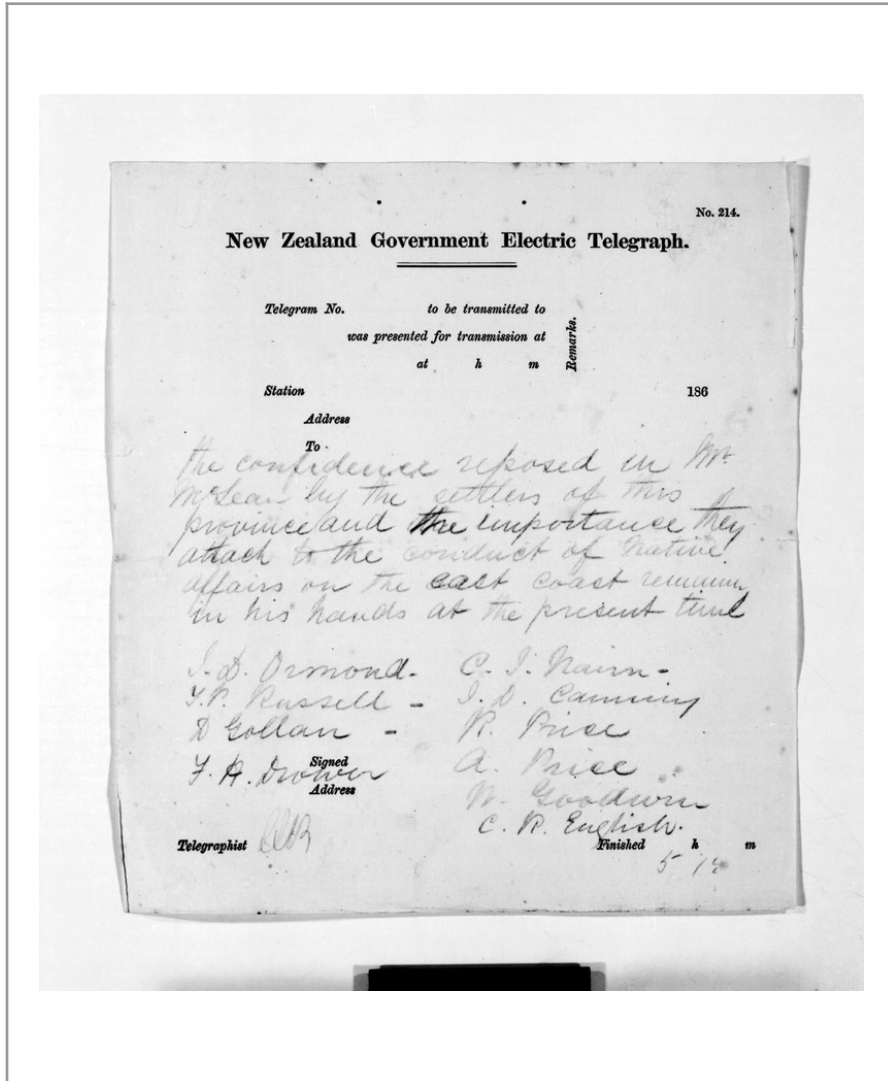 No. 214.
New Zealand Government Electric Telegraph.
Telegram No. to be transmitted to
was presented for transmission at
at h m
Remarks.
Station 186
Address
To
the confidence reposed in Mr.
McLean by the settlers of this
province and the importance they
attach to the conduct of Native
affairs on the east coast
in his hands at the present time
J. D. Ormond - C. J. Nairn -
Russell - J. D. Canning
D Gollan - R. Price
F. H. Drower A. Price
Signed
Address
W. Goodwin
C. R. English.
Telegraphist Finished h m
5